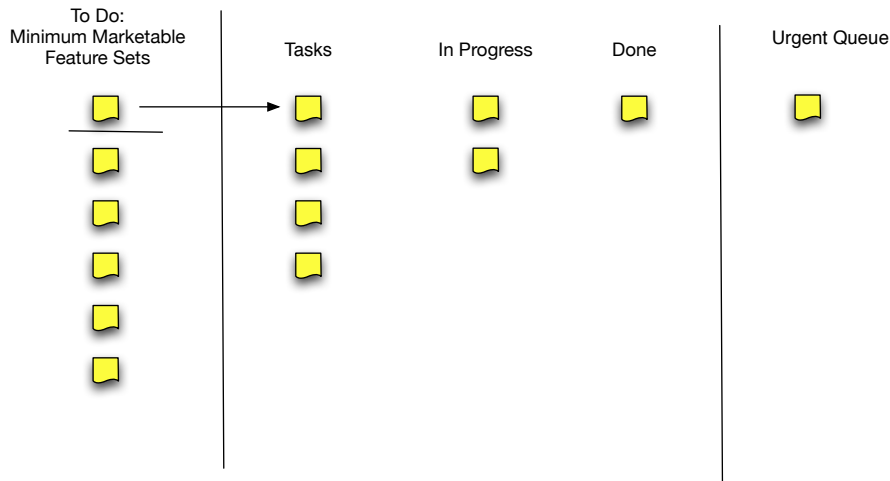 To Do:
Minimum Marketable
Feature Sets
Tasks
In Progress
Done
Urgent Queue